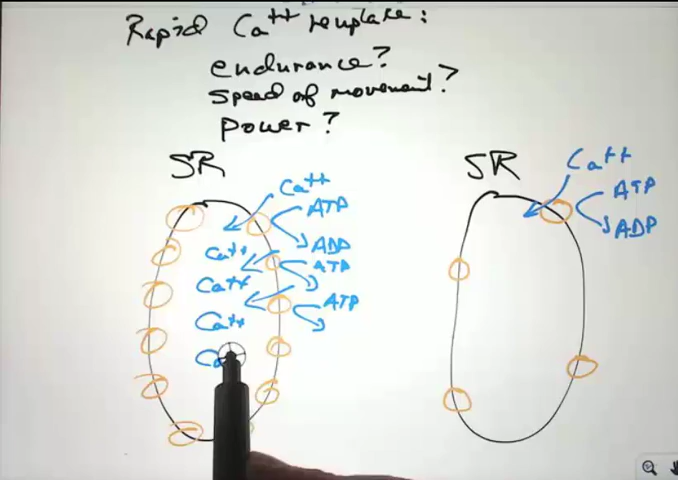 Rapid Ca++ reuptake:
endurance?
speed of movement?
power?
SR
Ca++
ATP
ADP
Ca++
ATP
Ca++
ATP
Ca++
Ca
SR
Ca++
ATP
ADP